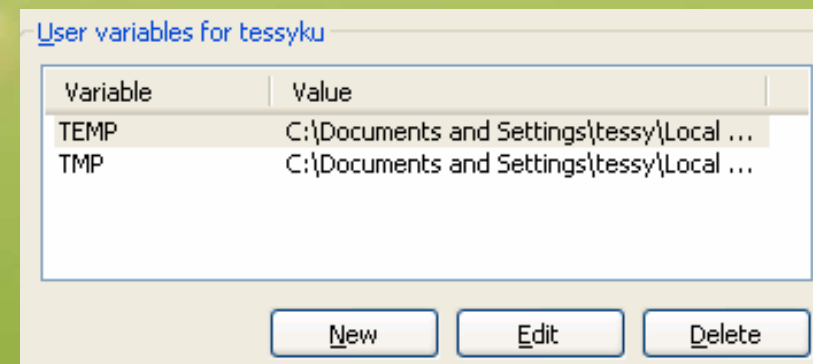 User variables for tessyku
Variable Value
TEMP C:\Documents and Settings\tessy\Local ...
TMP C:\Documents and Settings\tessy\Local ...
New Edit Delete